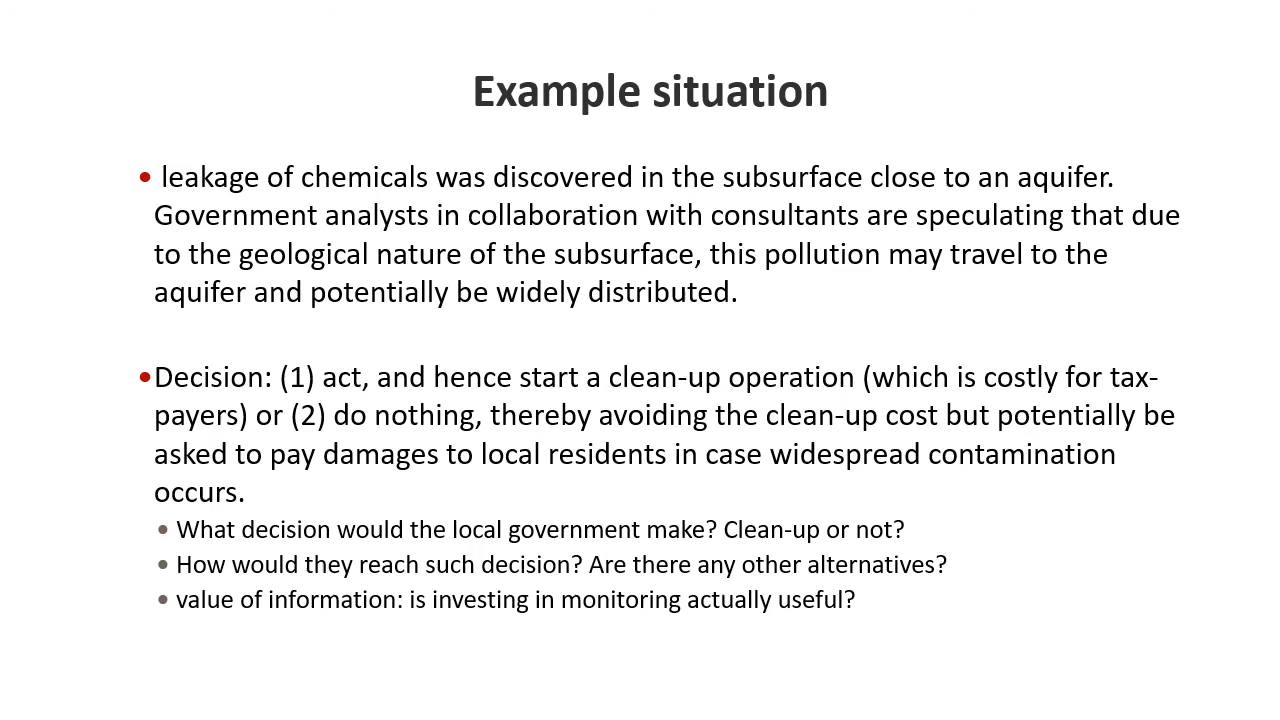 Example situation
• leakage of chemicals was discovered in the subsurface close to an aquifer.
Government analysts in collaboration with consultants are speculating that due
to the geological nature of the subsurface, this pollution may travel to the
aquifer and potentially be widely distributed.
•Decision: (1) act, and hence start a clean-up operation (which is costly for tax-
payers) or (2) do nothing, thereby avoiding the clean-up cost but potentially be
asked to pay damages to local residents in case widespread contamination
occurs.
• What decision would the local government make? Clean-up or not?
• How would they reach such decision? Are there any other alternatives?
• value of information: is investing in monitoring actually useful?